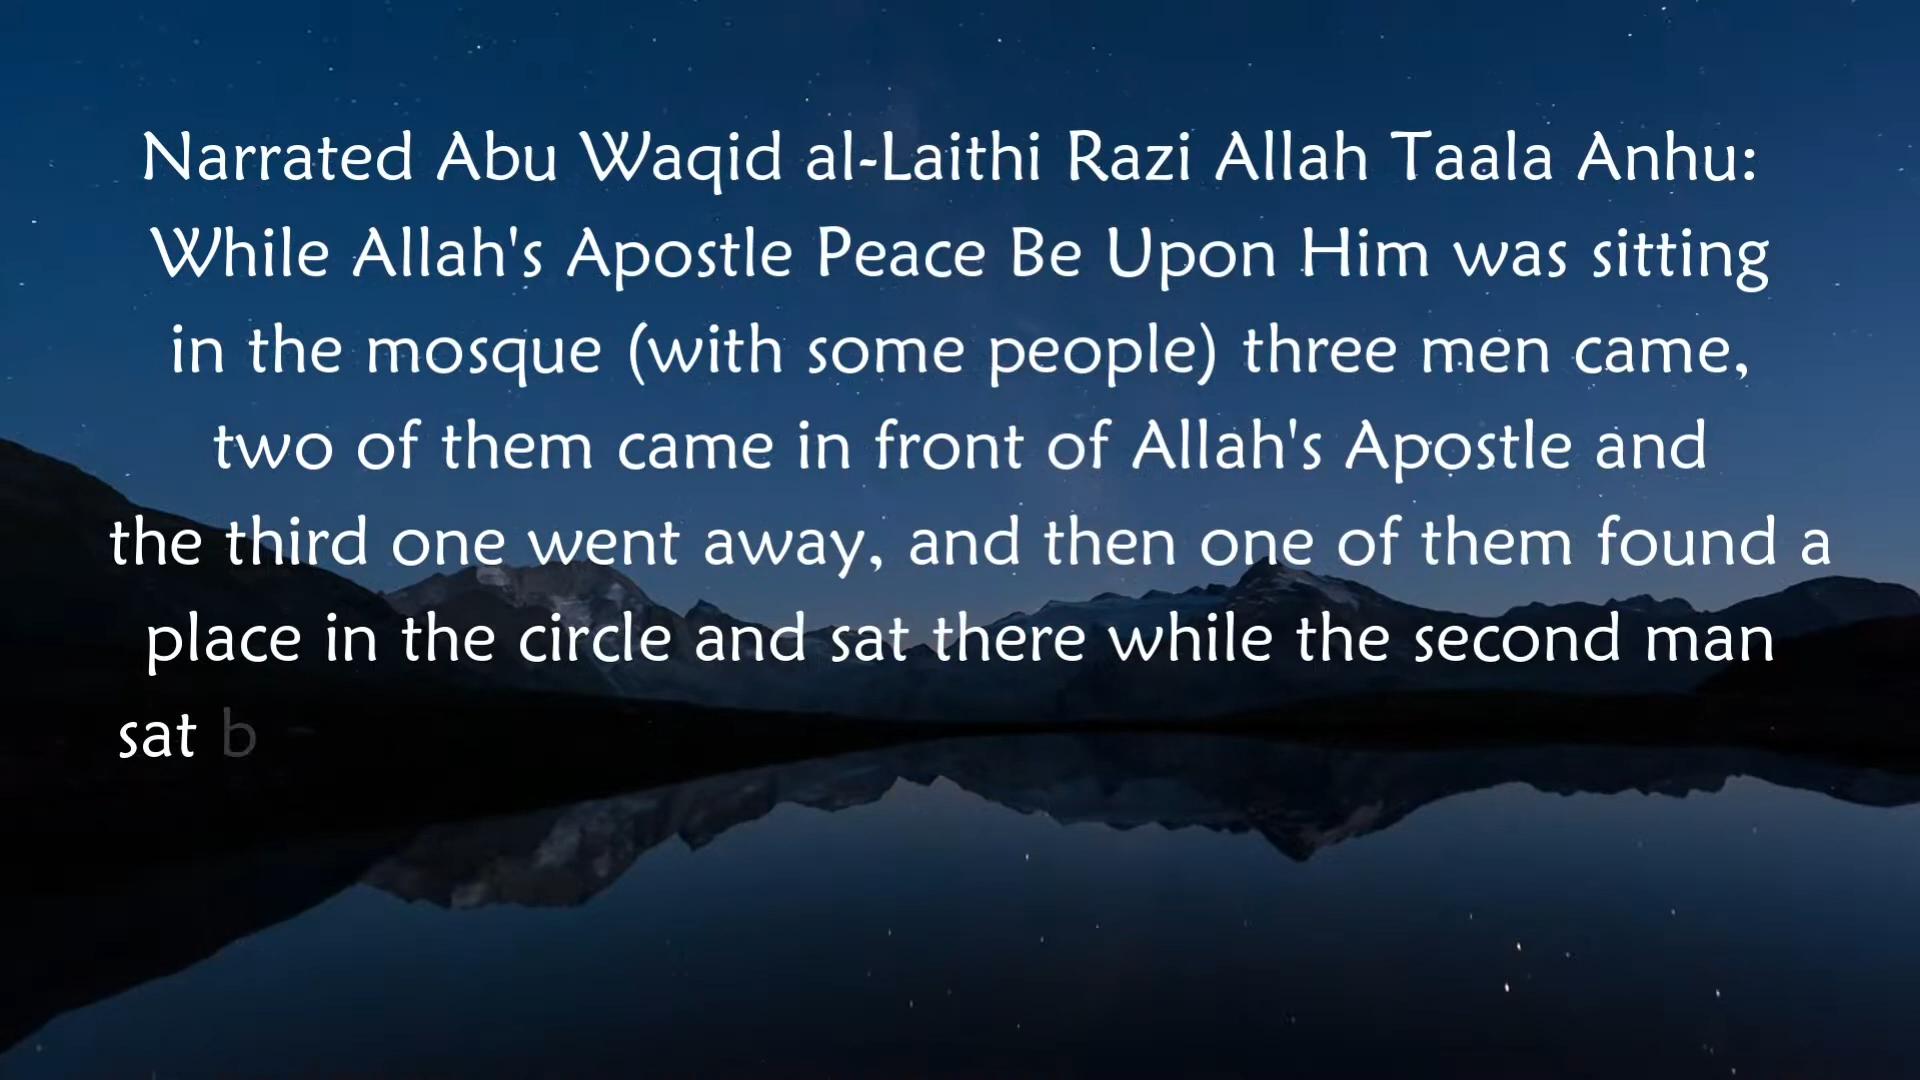 Narrated Abu Waqid al-Laithi Razi Allah Taala Anhu:
While Allah's Apostle Peace Be Upon Him was sitting
in the mosque (with some people) three men came,
two of them came in front of Allah's Apostle and
the third one went away, and then one of them found a
place in the circle and sat there while the second man
sat b